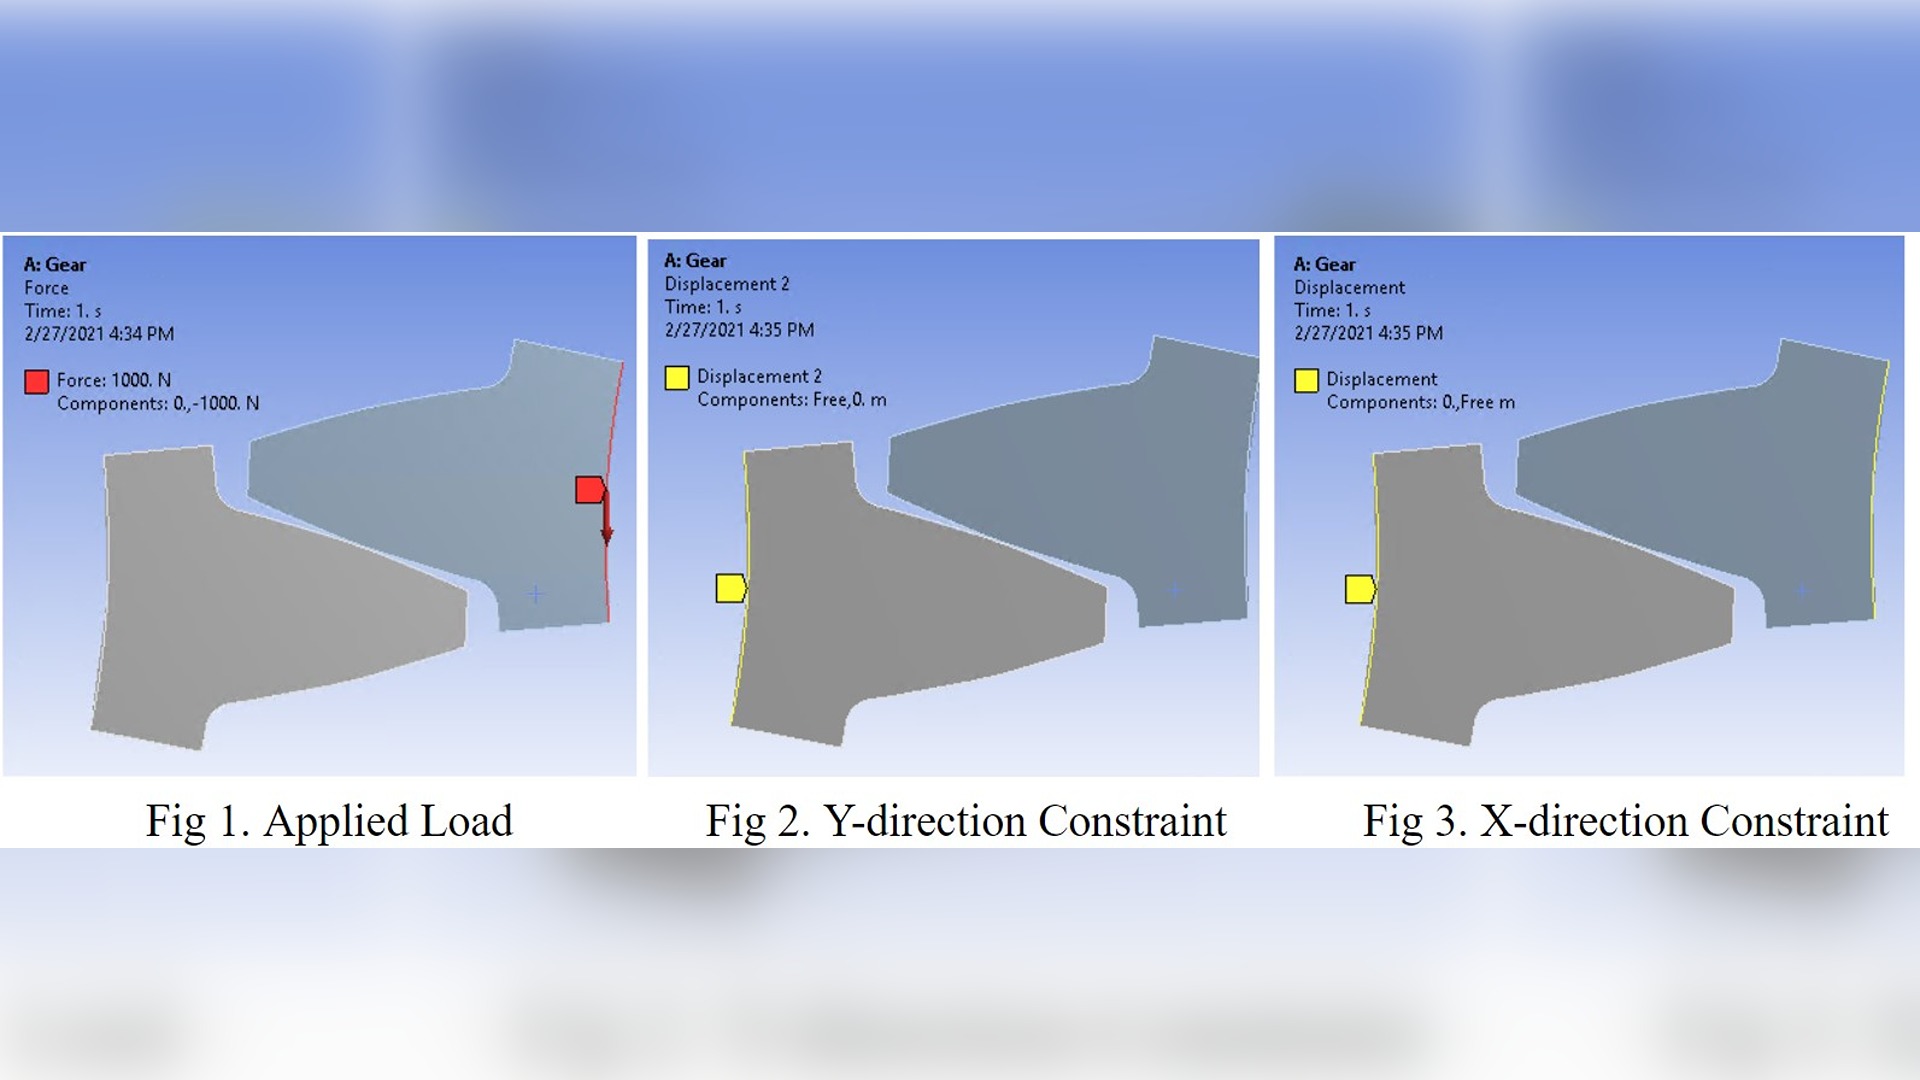 A: Gear
Force
Time: 1. s
2/27/2021 4:34 PM
Force: 1000. N
Components: 0.,-1000. N
Fig 1. Applied Load
A: Gear
Displacement 2
Time: 1. s
2/27/2021 4:35 PM
Displacement 2
Components: Free,0. m
Fig 2. Y-direction Constraint
A: Gear
Displacement
Time: 1. s
2/27/2021 4:35 PM
Displacement
Components: 0.,Free m
Fig 3. X-direction Constraint